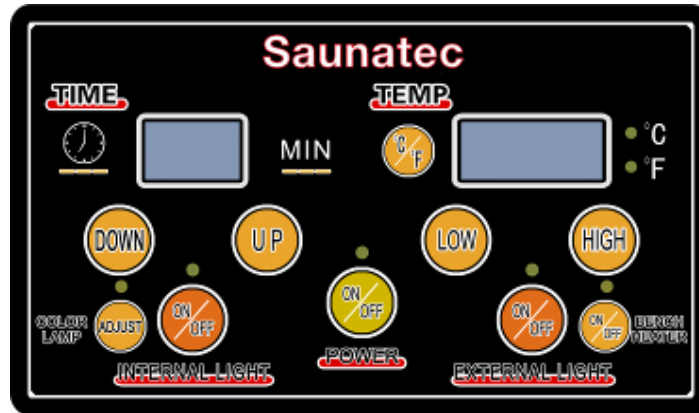 Saunatec
TIME
TEMP
MIN
°C/°F
°C
°F
DOWN
UP
LOW
HIGH
COLOR
LAMP
ADJUST
ON/OFF
ON/OFF
ON/OFF
ON/OFF
BENCH
HEATER
INTERNAL LIGHT
POWER
EXTERNAL LIGHT